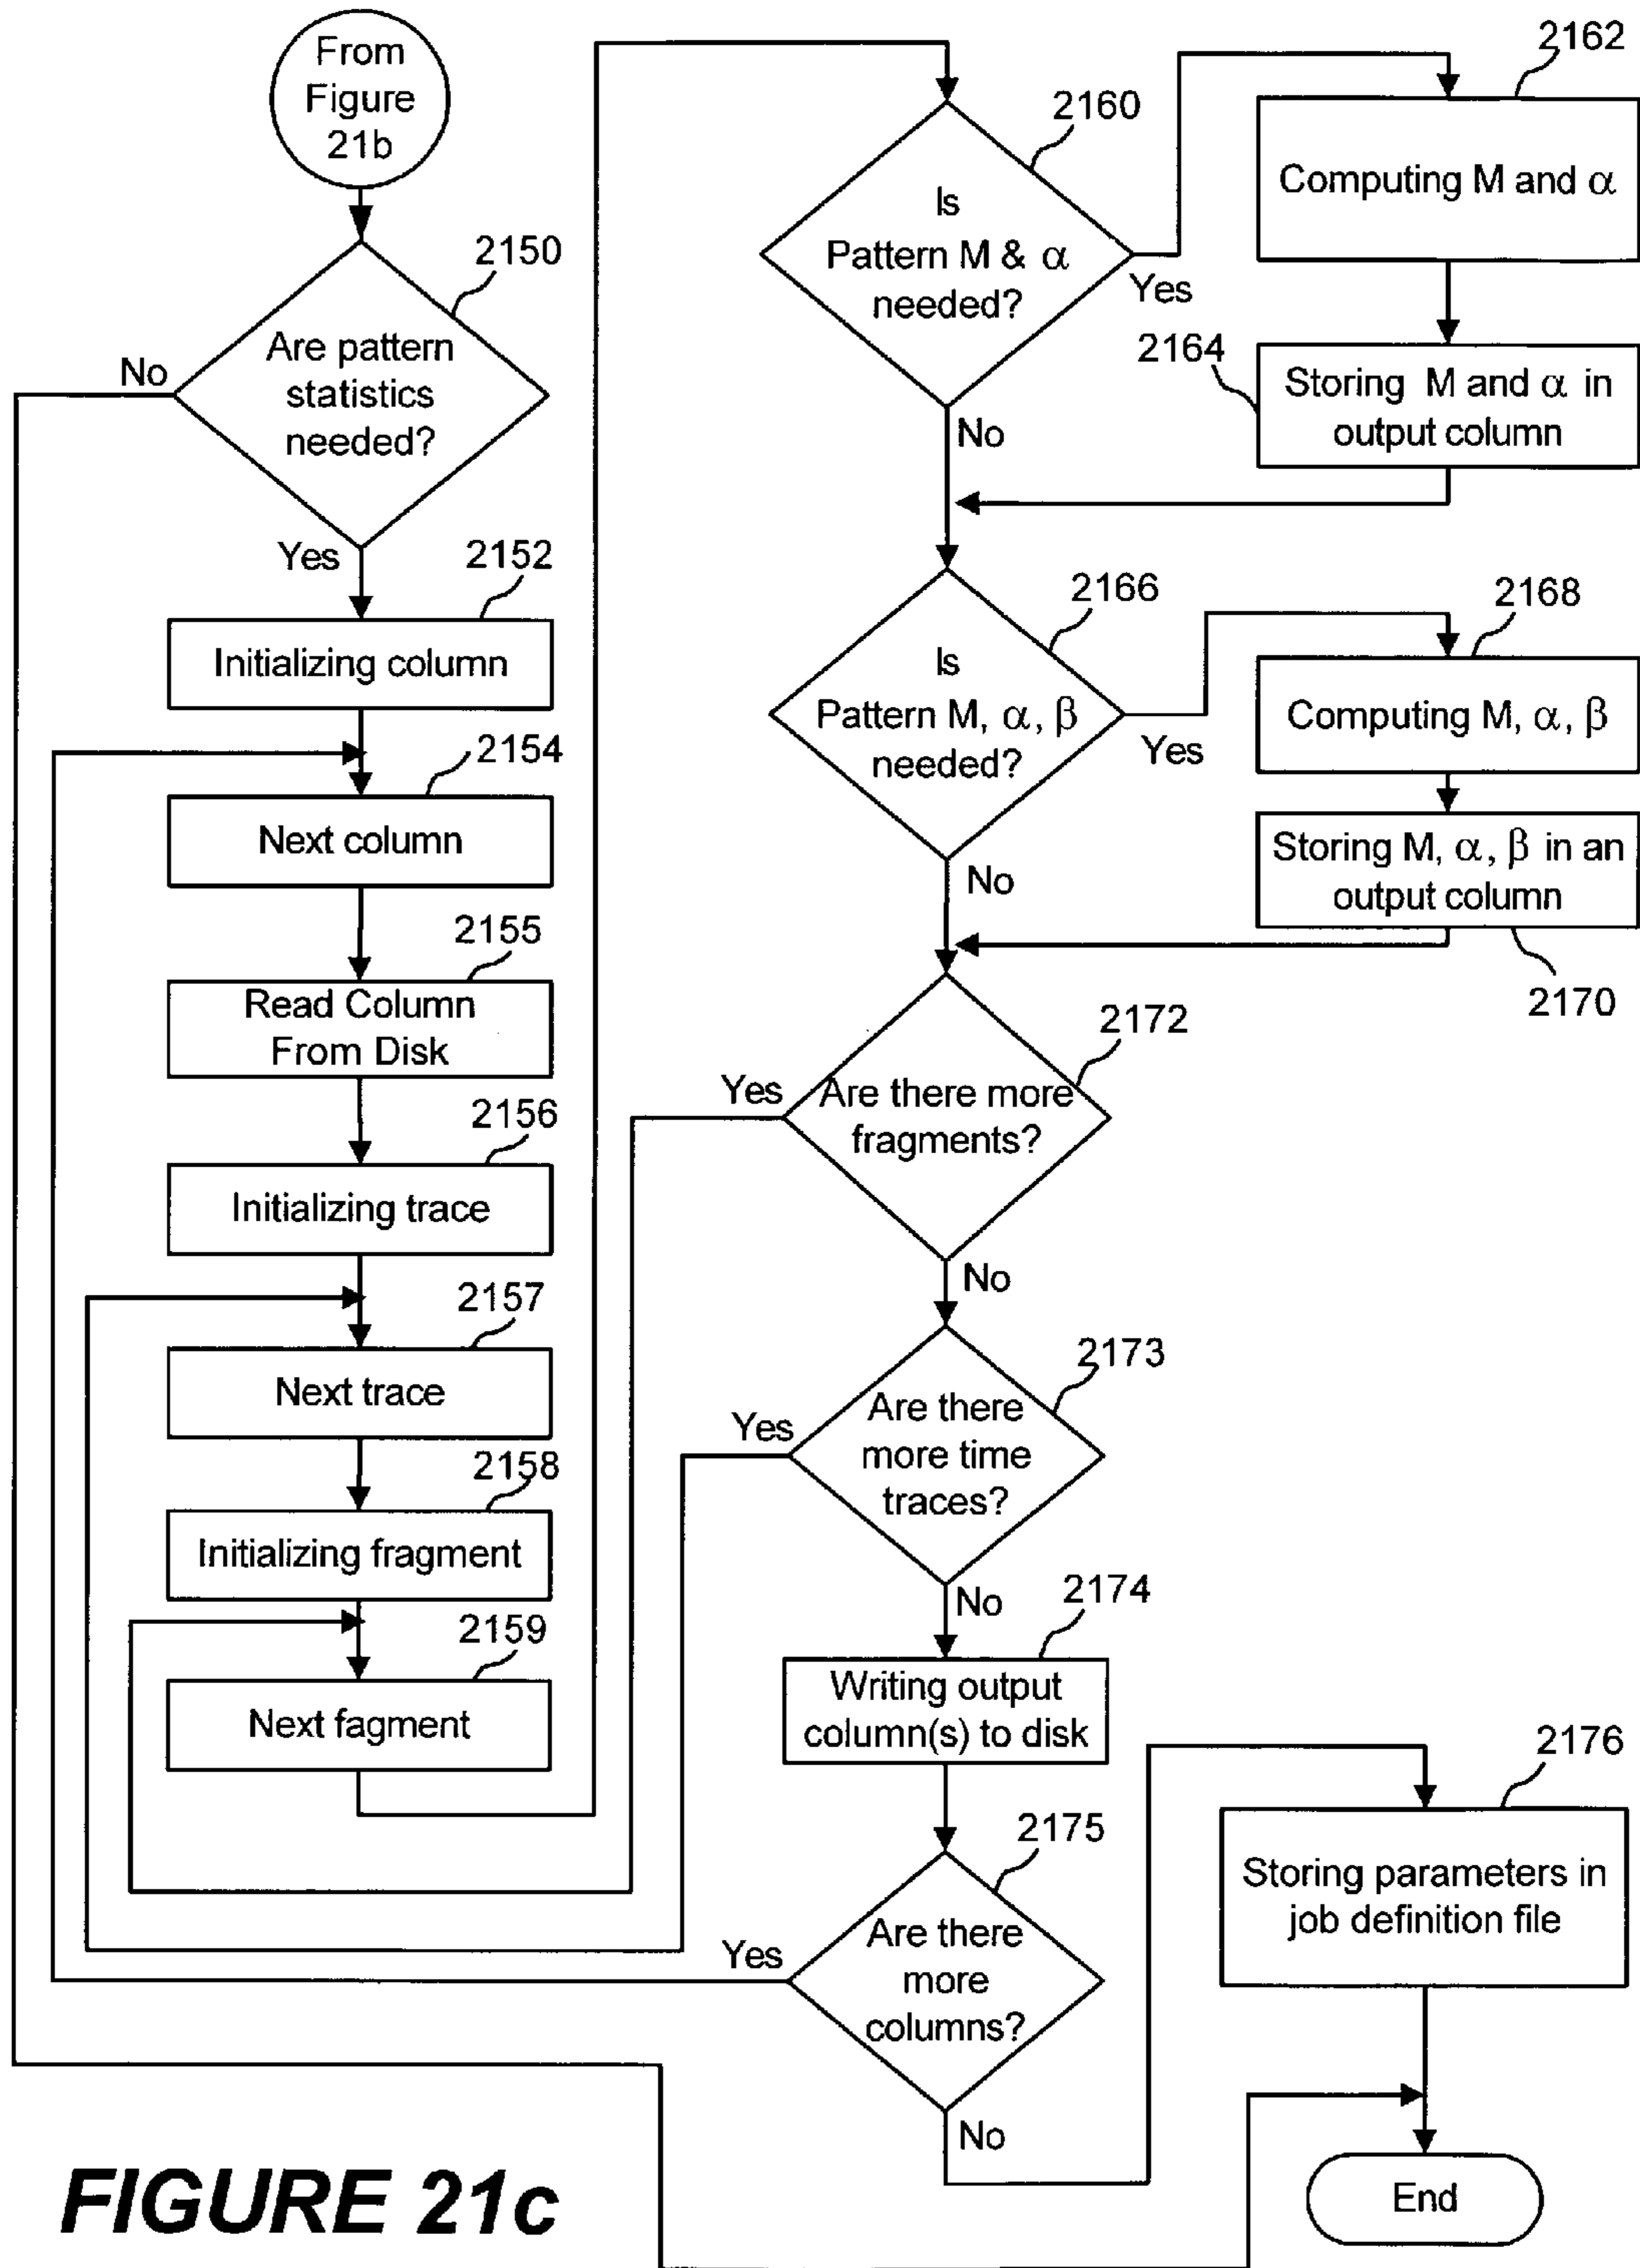 From
Figure
21b
2150
Are pattern
statistics
needed?
No
Yes
2152
Initializing column
2154
Next column
2155
Read Column
From Disk
2156
Initializing trace
2157
Next trace
2158
Initializing fragment
2159
Next fagment
2160
Is
Pattern M & α
needed?
Yes
No
2162
Computing M and α
2164
Storing M and α in
output column
2166
Is
Pattern M, α, β
needed?
Yes
No
2168
Computing M, α, β
Storing M, α, β in an
output column
2170
2172
Are there more
fragments?
Yes
No
2173
Are there
more time
traces?
Yes
No
2174
Writing output
column(s) to disk
2175
Are there
more
columns?
Yes
No
2176
Storing parameters in
job definition file
End
FIGURE 21c